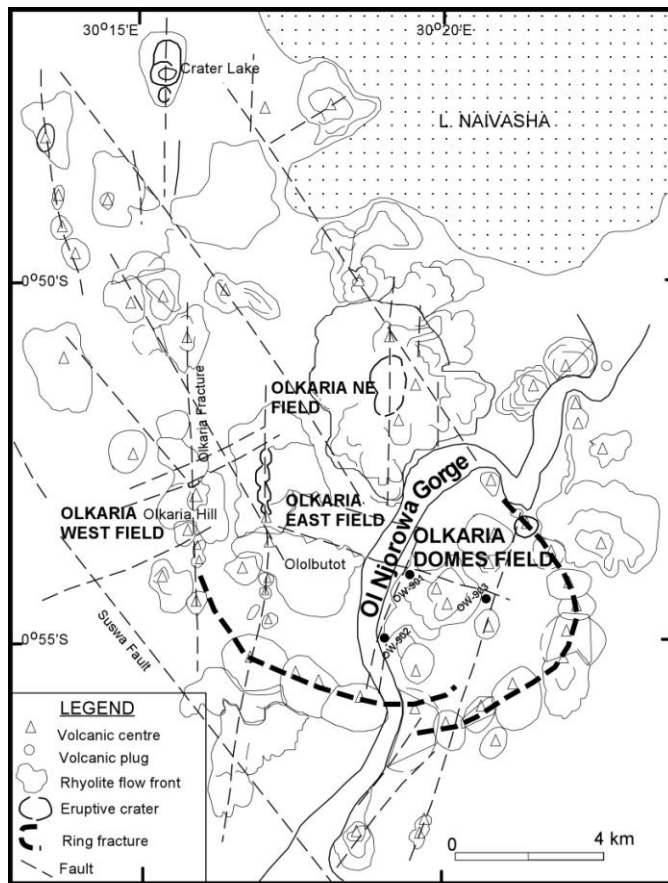 30°15'E
30°20'E
Crater Lake
L. NAIVASHA
0°50'S
Olkaria Fracture
OLKARIA NE
FIELD
Ol Njorowa Gorge
OLKARIA
WEST FIELD
Olkaria Hill
OLKARIA
EAST FIELD
OLKARIA
DOMES FIELD
Ololbutot
OW-901
OW-903
OW-902
Suswa Fault
0°55'S
LEGEND
Volcanic centre
Volcanic plug
Rhyolite flow front
Eruptive crater
Ring fracture
Fault
0
4 km